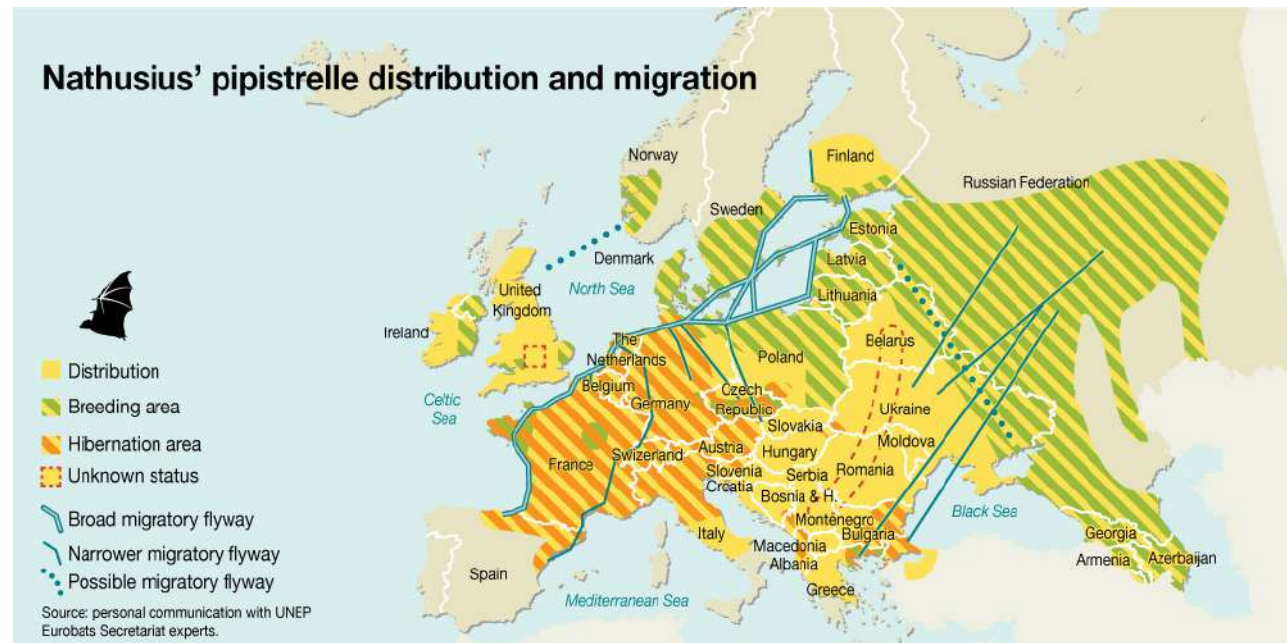 Nathusius' pipistrelle distribution and migration
Norway
Finland
Russian Federation
Sweden
Estonia
Denmark
Latvia
North Sea
Lithuania
United
Kingdom
Ireland
The
Netherlands
Belarus
Poland
Belgium
Celtic
Sea
Germany
Czech
Republic
Ukraine
Slovakia
Moldova
France
Swizerland
Austria
Hungary
Slovenia
Croatia
Serbia
Romania
Bosnia & H.
Black Sea
Montenegro
Bulgaria
Italy
Macedonia
Albania
Georgia
Armenia
Azerbaijan
Spain
Greece
Mediterranean Sea
Distribution
Breeding area
Hibernation area
Unknown status
Broad migratory flyway
Narrower migratory flyway
Possible migratory flyway
Source: personal communication with UNEP
Eurobats Secretariat experts.